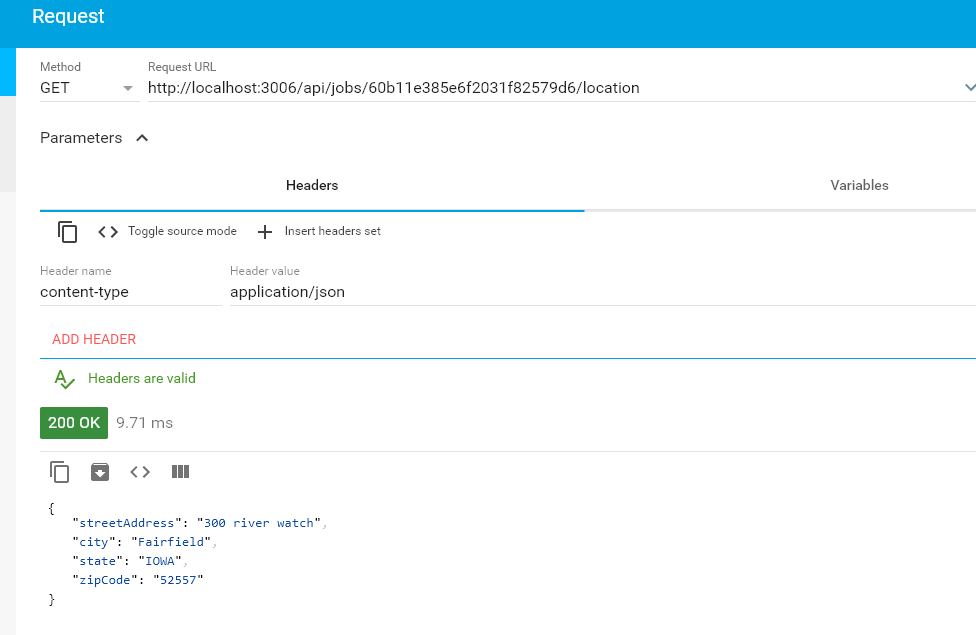 Request
Method
Request URL
GET
http://localhost:3006/api/jobs/60b11e385e6f2031f82579d6/location
Parameters
Headers
Variables
Toggle source mode
Insert headers set
Header name
Header value
content-type
application/json
ADD HEADER
Headers are valid
200 OK 9.71 ms
{
"streetAddress": "300 river watch",
"city": "Fairfield",
"state": "IOWA",
"zipCode": "52557"
}